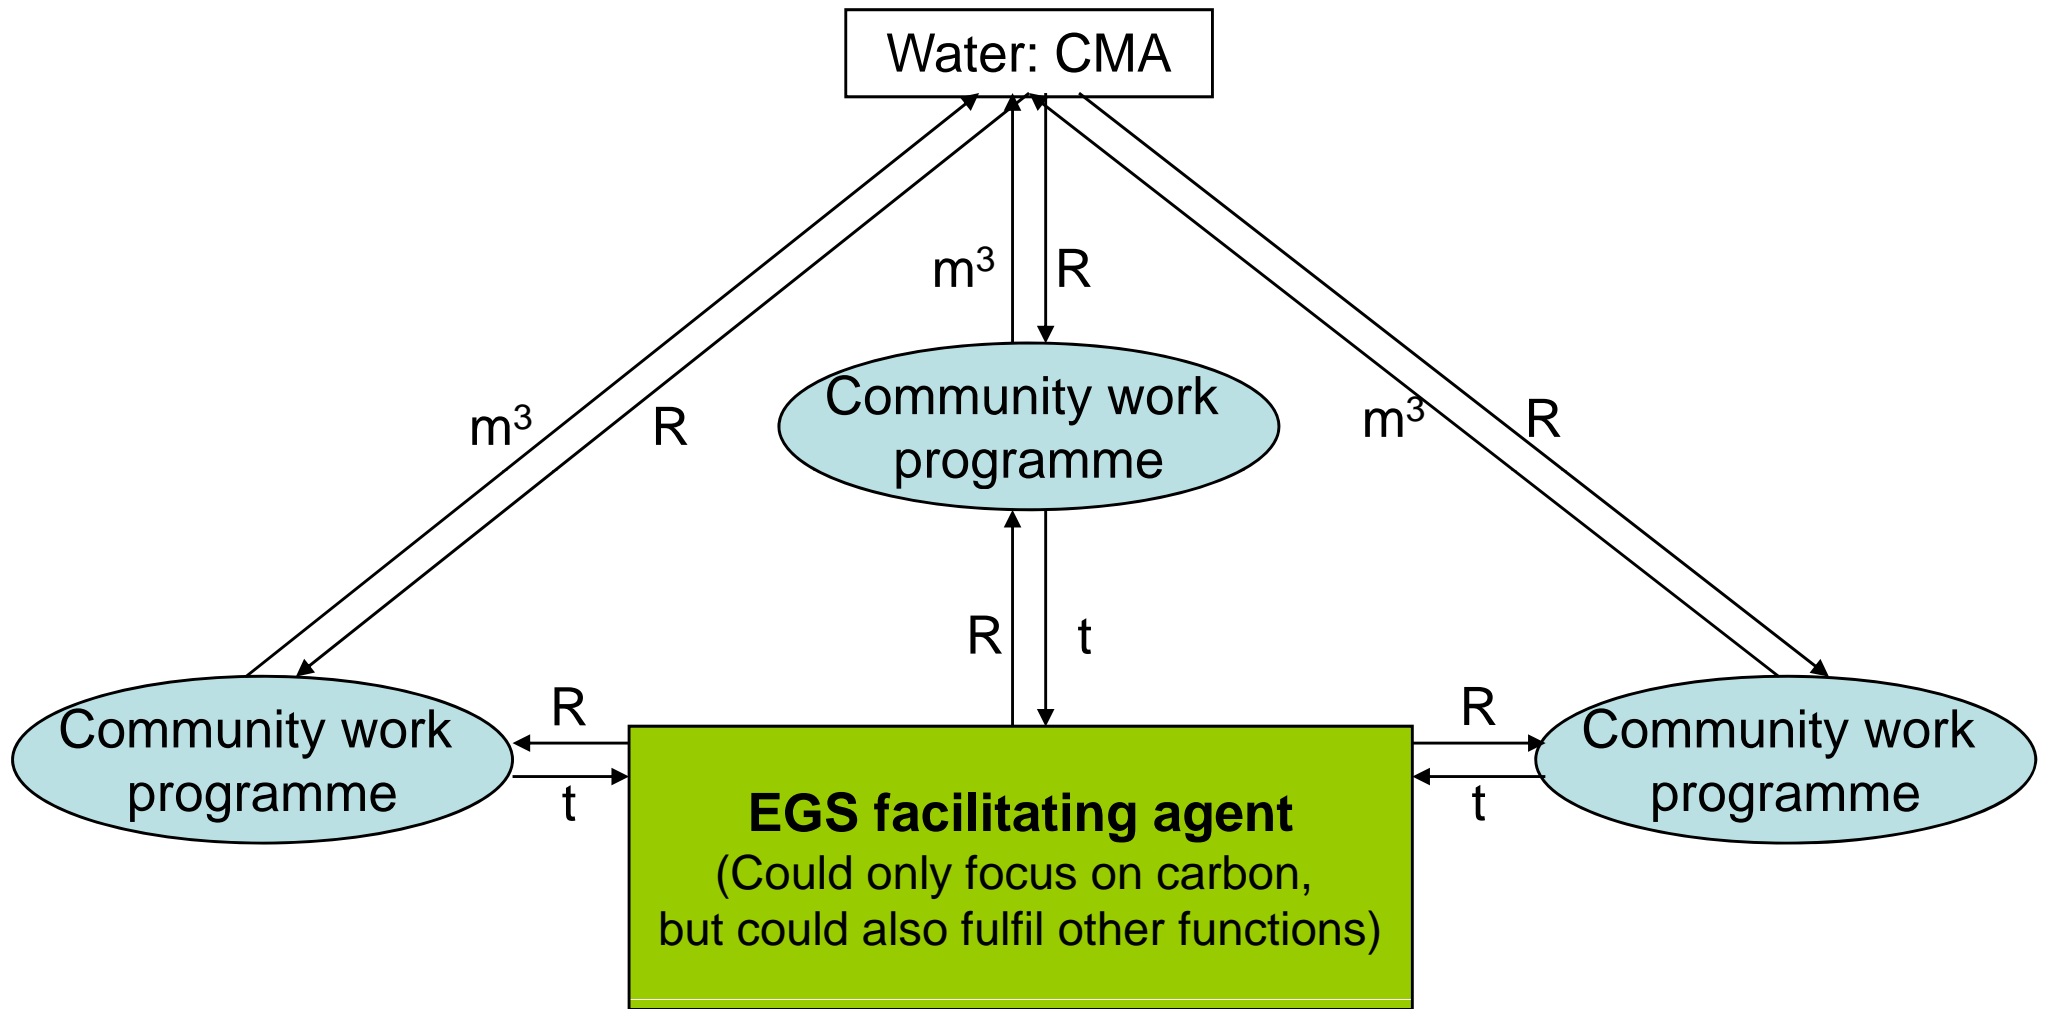 Water: CMA
m³ R
m³ R
m³ R
Community work
programme
R t
Community work
programme
R
t
R
t
Community work
programme
EGS facilitating agent
(Could only focus on carbon,
but could also fulfil other functions)